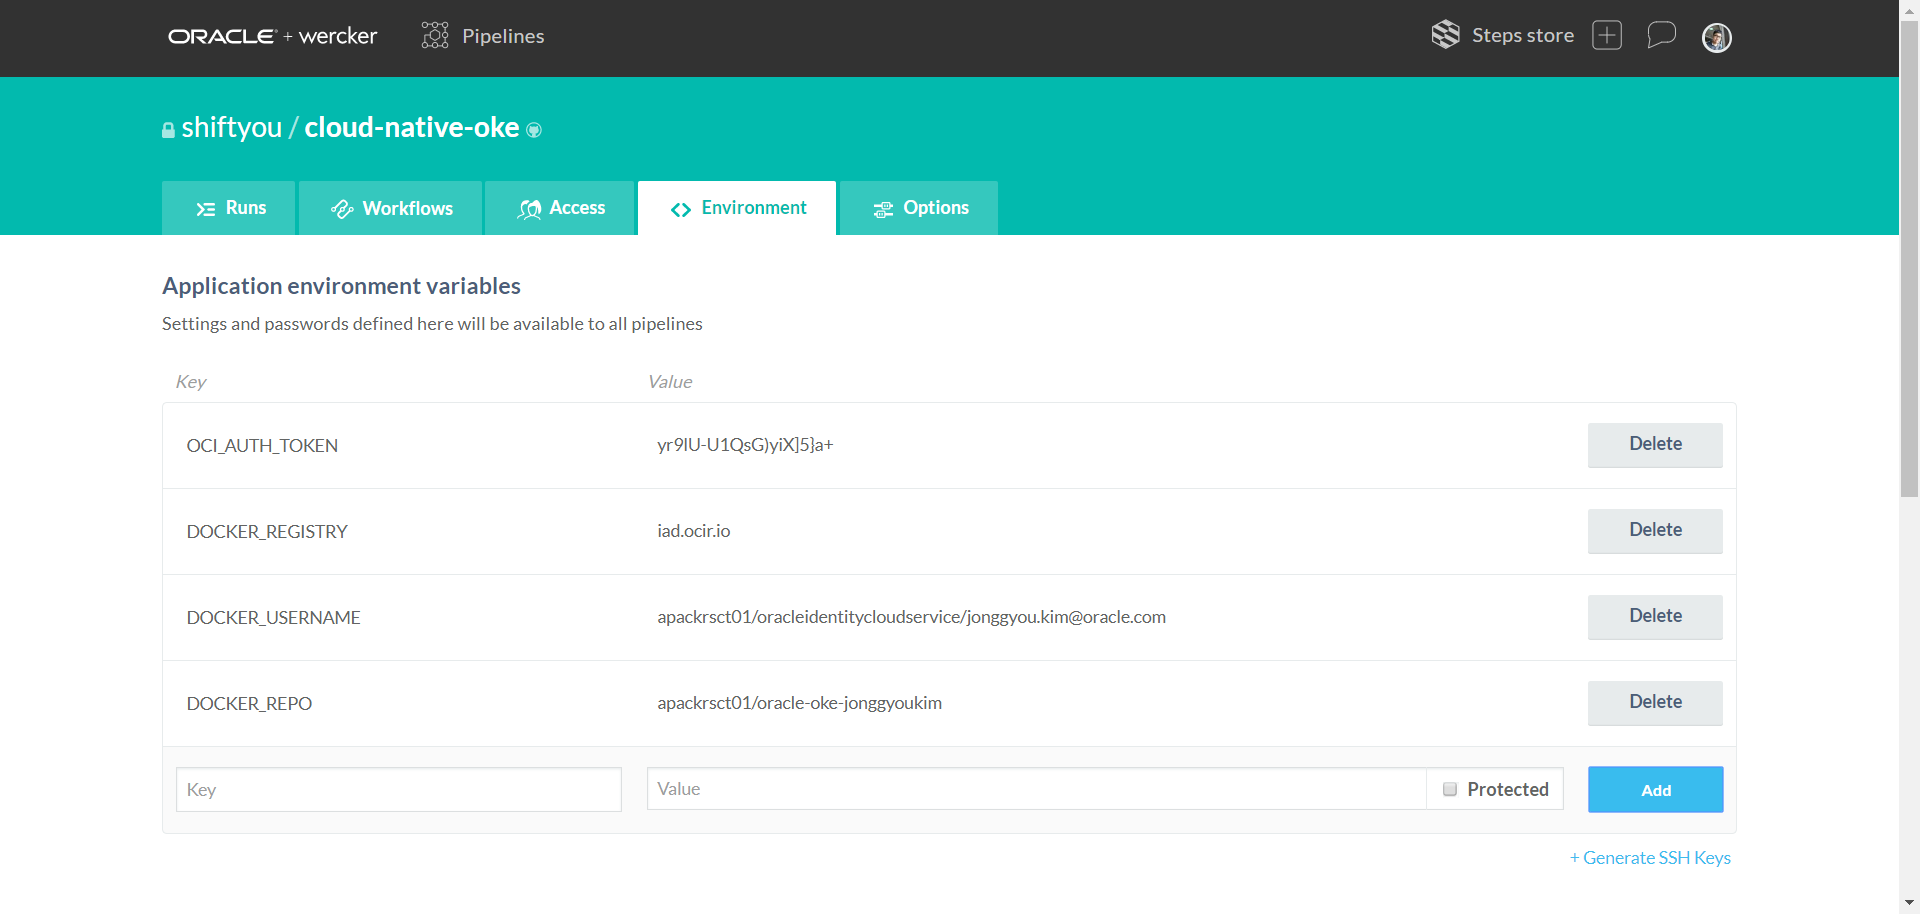 ORACLE + wercker Pipelines Steps store
shiftyou / cloud-native-oke
Runs Workflows Access Environment Options
Application environment variables
Settings and passwords defined here will be available to all pipelines
Key Value
OCI_AUTH_TOKEN yr9lU-U1QsG)yiX]5}a+ Delete
DOCKER_REGISTRY iad.ocir.io Delete
DOCKER_USERNAME apackrsct01/oracleidentitycloudservice/jonggyou.kim@oracle.com Delete
DOCKER_REPO apackrsct01/oracle-oke-jonggyoukim Delete
Key Value Protected Add
+ Generate SSH Keys